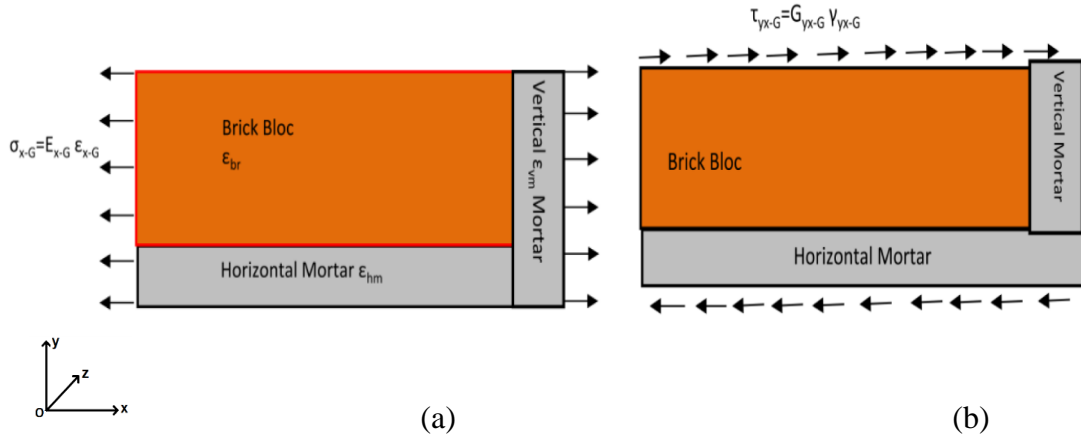 σx-G=Ex-G εx-G
Brick Bloc
εbr
Vertical εvm Mortar
Horizontal Mortar εhm
y
z
o
x
(a)
τyx-G=Gyx-G γyx-G
Brick Bloc
Vertical Mortar
Horizontal Mortar
(b)